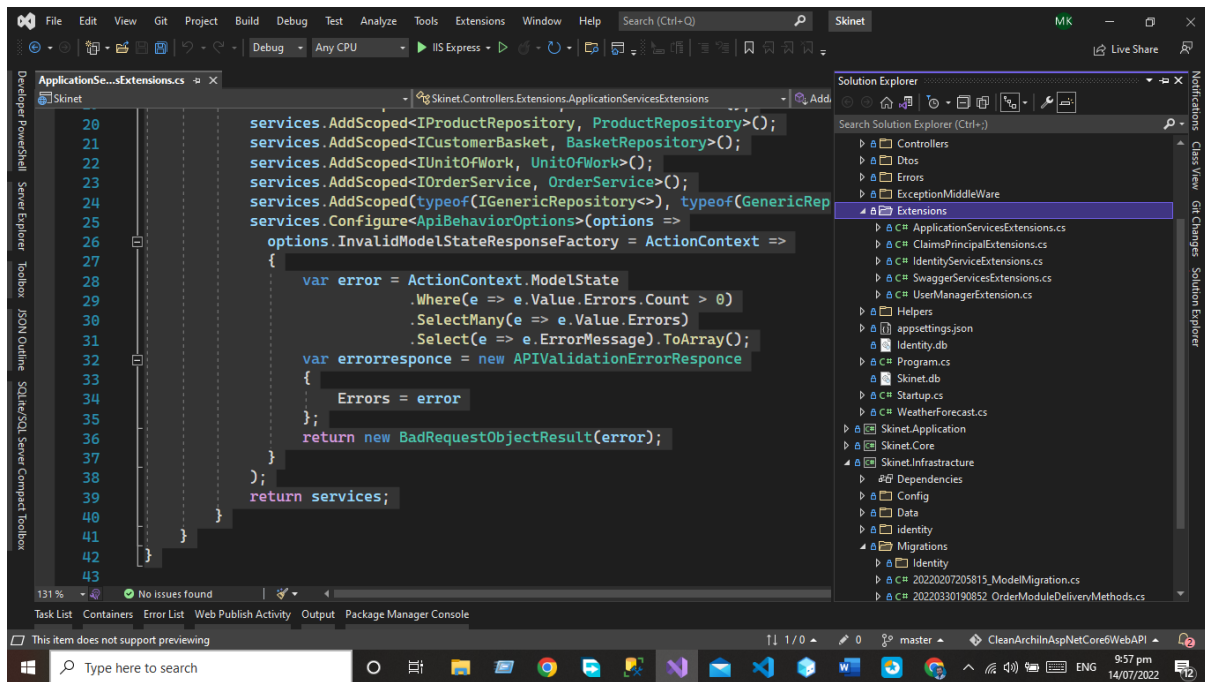 File Edit View Git Project Build Debug Test Analyze Tools Extensions Window Help Search (Ctrl+Q) Skinet MK
Debug Any CPU IIS Express Live Share
ApplicationSe...sExtensions.cs
Skinet Skinet.Controllers.Extensions.ApplicationServicesExtensions Add
20 services.AddScoped<IProductRepository, ProductRepository>();
21 services.AddScoped<ICustomerBasket, BasketRepository>();
22 services.AddScoped<IUnitOfWork, UnitOfWork>();
23 services.AddScoped<IOrderService, OrderService>();
24 services.AddScoped(typeof(IGenericRepository<>), typeof(GenericRep
25 services.Configure<ApiBehaviorOptions>(options =>
26 options.InvalidModelStateResponseFactory = ActionContext =>
27 {
28 var error = ActionContext.ModelState
29 .Where(e => e.Value.Errors.Count > 0)
30 .SelectMany(e => e.Value.Errors)
31 .Select(e => e.ErrorMessage).ToArray();
32 var errorresponce = new APIValidationErrorResponce
33 {
34 Errors = error
35 };
36 return new BadRequestObjectResult(error);
37 }
38 );
39 return services;
40 }
41 }
42 }
43
131 % No issues found
Developer PowerShell
Server Explorer
Toolbox
JSON Outline
SQLite/SQL Server Compact Toolbox
Solution Explorer
Search Solution Explorer (Ctrl+;)
Controllers
Dtos
Errors
ExceptionMiddleWare
Extensions
C# ApplicationServicesExtensions.cs
C# ClaimsPrincipalExtensions.cs
C# IdentityServiceExtensions.cs
C# SwaggerServicesExtensions.cs
C# UserManagerExtension.cs
Helpers
appsettings.json
Identity.db
C# Program.cs
Skinet.db
C# Startup.cs
C# WeatherForecast.cs
Skinet.Application
Skinet.Core
Skinet.Infrastracture
Dependencies
Config
Data
identity
Migrations
Identity
C# 20220207205815_ModelMigration.cs
C# 20220330190852_OrderModuleDeliveryMethods.cs
Notifications
Class View
Git Changes
Solution Explorer
Task List Containers Error List Web Publish Activity Output Package Manager Console
This item does not support previewing 1 / 0 0 master CleanArchiInAspNetCore6WebAPI 2
Type here to search ENG 9:57 pm 14/07/2022 12